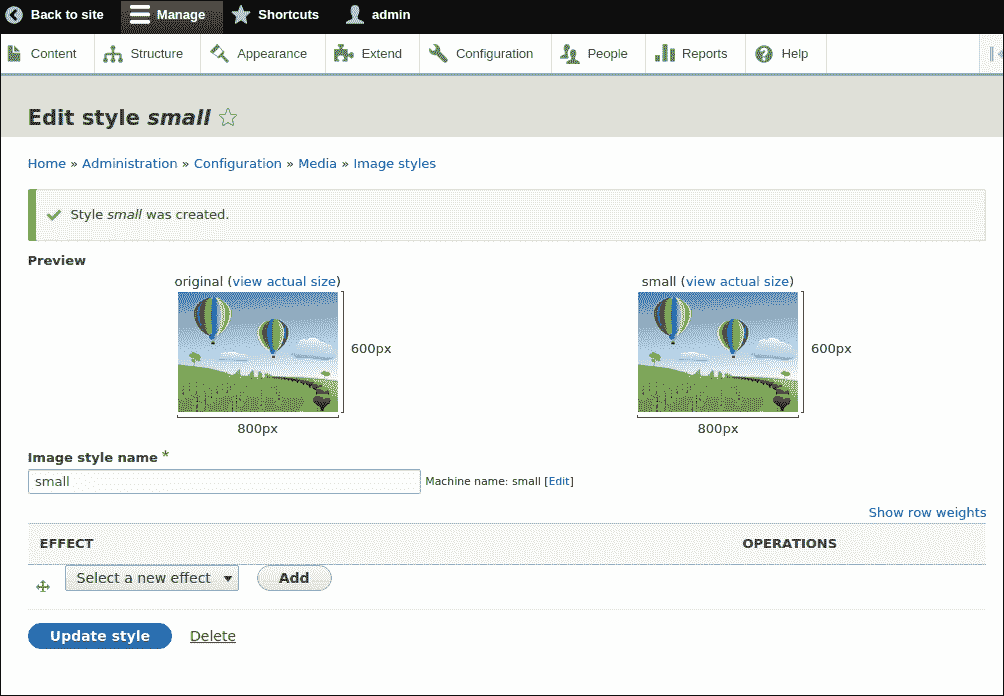 Back to site Manage Shortcuts admin
Content Structure Appearance Extend Configuration People Reports Help
Edit style small
Home » Administration » Configuration » Media » Image styles
Style small was created.
Preview
original (view actual size) small (view actual size)
600px 600px
800px 800px
Image style name *
small Machine name: small [Edit]
Show row weights
EFFECT OPERATIONS
Select a new effect Add
Update style Delete